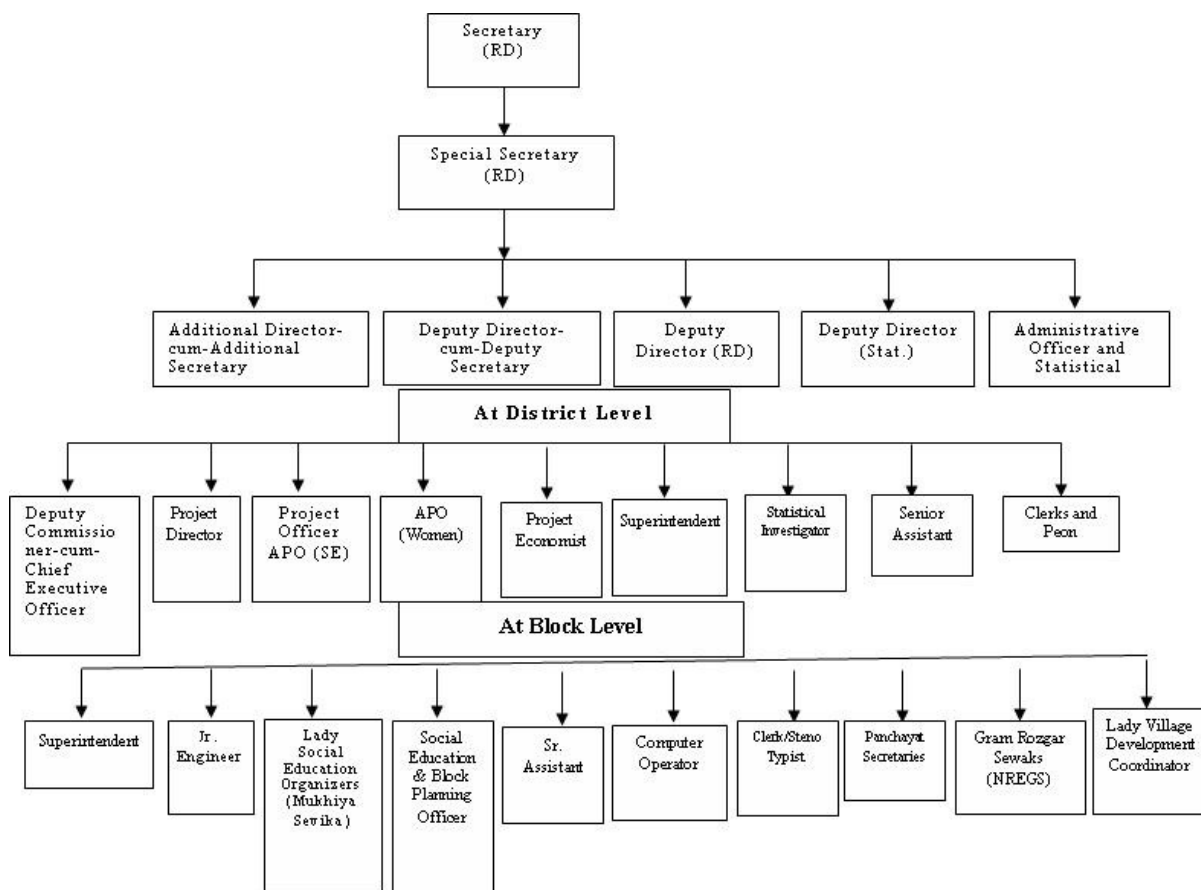 Secretary
(RD)
Special Secretary
(RD)
Additional Director-
cum-Additional
Secretary
Deputy Director-
cum-Deputy
Secretary
Deputy
Director (RD)
Deputy Director
(Stat.)
Administrative
Officer and
Statistical
At District Level
Deputy
Commissio
ner-cum-
Chief
Executive
Officer
Project
Director
Project
Officer
APO (SE)
APO
(Women)
Project
Economist
Superintendent
Statistical
Investigator
Senior
Assistant
Clerks and
Peon
At Block Level
Superintendent
Jr.
Engineer
Lady
Social
Education
Organizers
(Mukhiya
Sewika)
Social
Education
& Block
Planning
Officer
Sr.
Assistant
Computer
Operator
Clerk/Steno
Typist.
Panchayat
Secretaries
Gram Rozgar
Sewaks
(NREGS)
Lady Village
Development
Coordinator